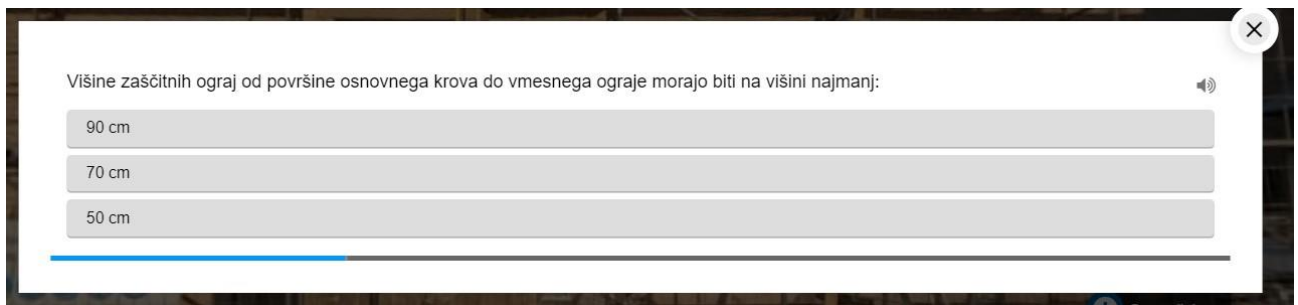 Višine zaščitnih ograj od površine osnovnega krova do vmesnega ograje morajo biti na višini najmanj:
90 cm
70 cm
50 cm